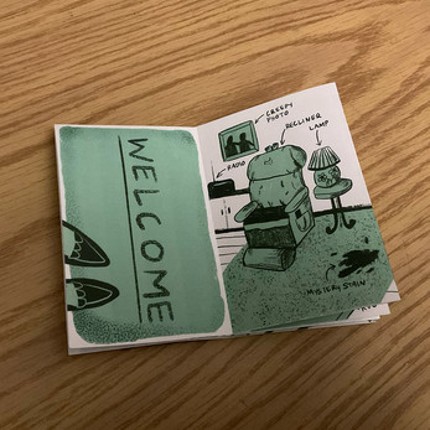 WELCOME
CREEPY
PHOTO
RECLINER
LAMP
RADIO
MYSTERY STAIN